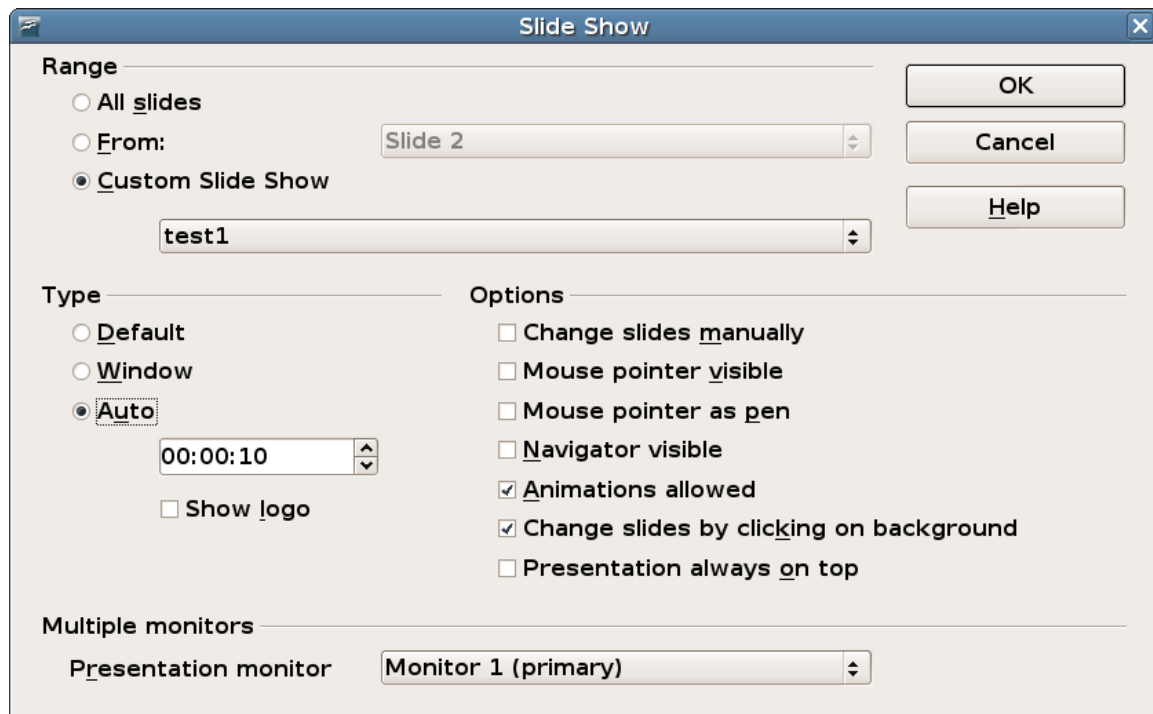 Slide Show
Range
All slides
From: Slide 2
Custom Slide Show
test1
OK
Cancel
Help
Type
Default
Window
Auto
00:00:10
Show logo
Options
Change slides manually
Mouse pointer visible
Mouse pointer as pen
Navigator visible
Animations allowed
Change slides by clicking on background
Presentation always on top
Multiple monitors
Presentation monitor Monitor 1 (primary)